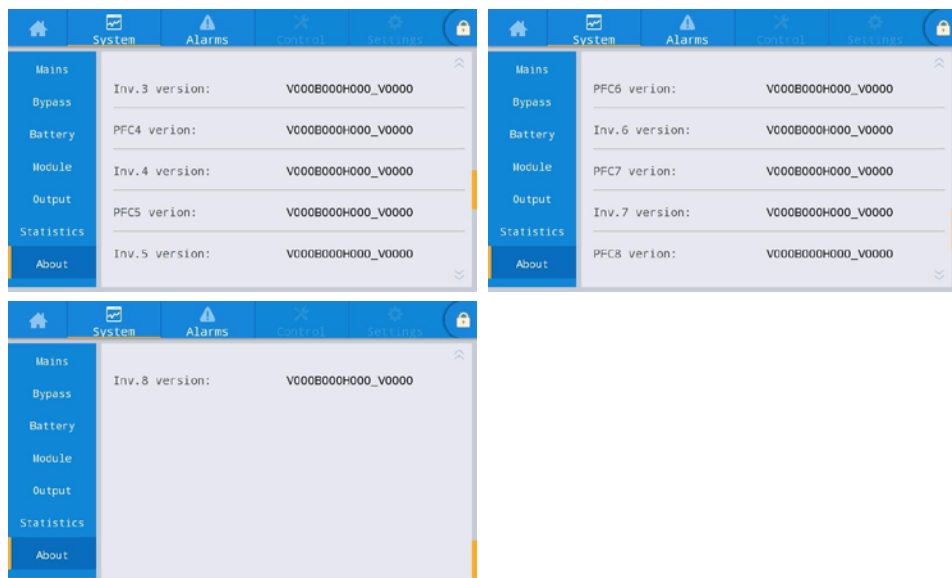 System Alarms Control Settings
Mains
Bypass
Battery
Module
Output
Statistics
About
Inv.3 version: V000B000H000_V0000
PFC4 verion: V000B000H000_V0000
Inv.4 version: V000B000H000_V0000
PFC5 verion: V000B000H000_V0000
Inv.5 version: V000B000H000_V0000
System Alarms Control Settings
Mains
Bypass
Battery
Module
Output
Statistics
About
PFC6 verion: V000B000H000_V0000
Inv.6 version: V000B000H000_V0000
PFC7 verion: V000B000H000_V0000
Inv.7 version: V000B000H000_V0000
PFC8 verion: V000B000H000_V0000
System Alarms Control Settings
Mains
Bypass
Battery
Module
Output
Statistics
About
Inv.8 version: V000B000H000_V0000